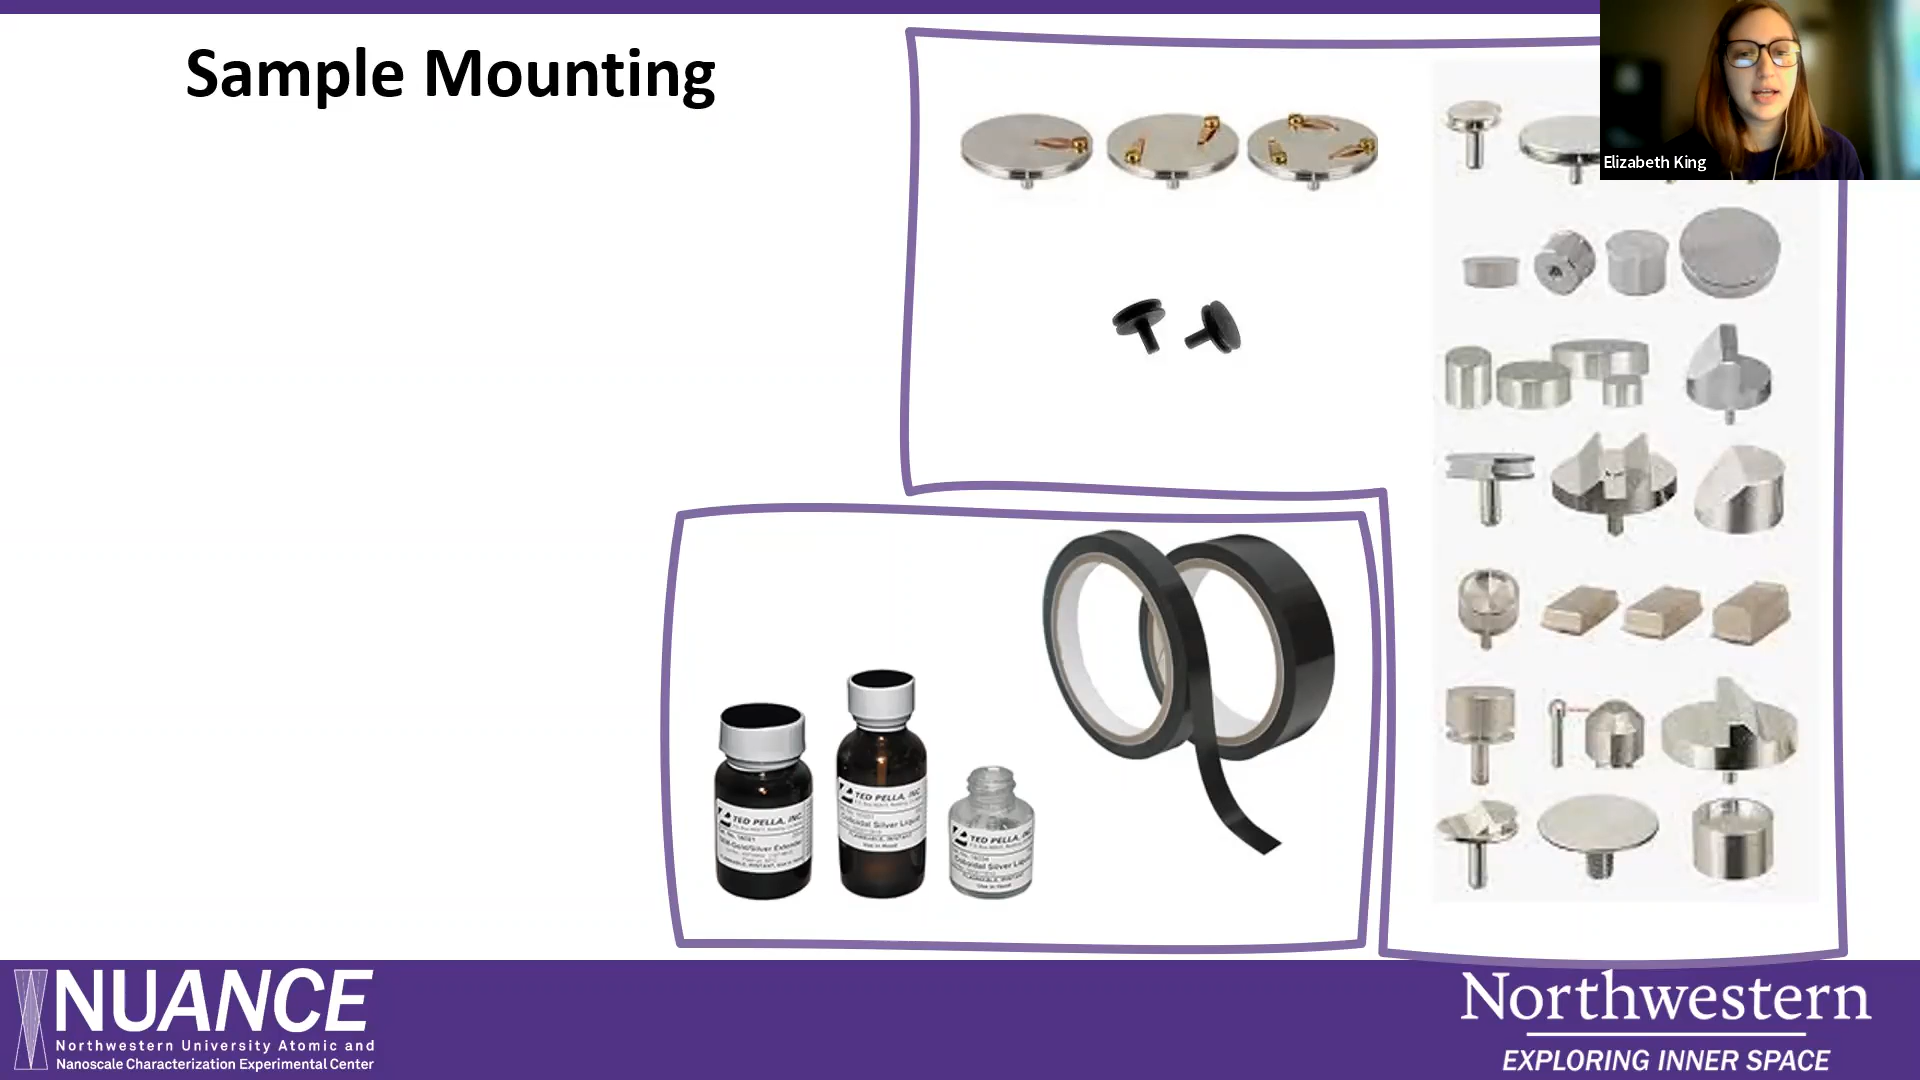 Sample Mounting
Elizabeth King
TED PELLA, INC.
TED PELLA, INC.
Colloidal Silver Liquid
TED PELLA, INC.
Colloidal Silver Liquid
NUANCE
Northwestern University Atomic and
Nanoscale Characterization Experimental Center
Northwestern
EXPLORING INNER SPACE